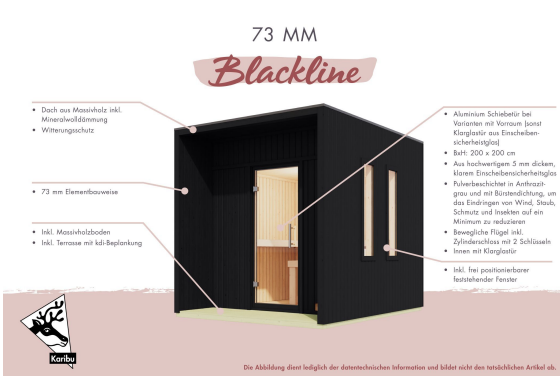 73 MM
Blackline
• Dach aus Massivholz inkl.
Mineralwolldämmung
• Witterungsschutz
• 73 mm Elementbauweise
• Inkl. Massivholzboden
• Inkl. Terrasse mit kdi-Beplankung
• Aluminium Schiebetür bei
Varianten mit Vorraum (sonst
Klarglastür aus Einscheiben-
sicherheistglas)
• BxH: 200 x 200 cm
• Aus hochwertigem 5 mm dickem,
klarem Einscheibensicherheitsglas
• Pulverbeschichtet in Anthrazit-
grau und mit Bürstendichtung, um
das Eindringen von Wind, Staub,
Schmutz und Insekten auf ein
Minimum zu reduzieren
• Bewegliche Flügel inkl.
Zylinderschloss mit 2 Schlüsseln
• Innen mit Klarglastür
• Inkl. frei positionierbarer
feststehender Fenster
Karibu
Die Abbildung dient lediglich der datentechnischen Information und bildet nicht den tatsächlichen Artikel ab